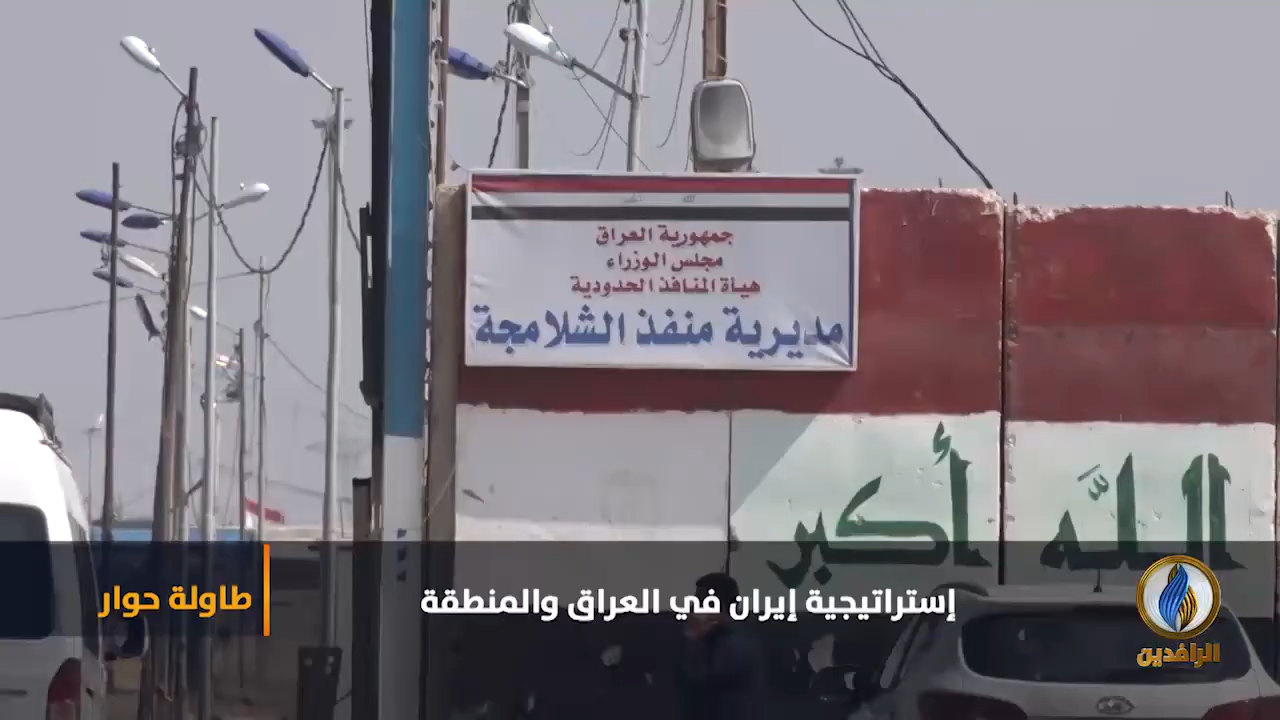 جمهورية العراق
مجلس الوزراء
هيأة المنافذ الحدودية
مديرية منفذ الشلامجة
اللّه أكبر
إستراتيجية إيران في العراق والمنطقة
طاولة حوار
الرافدين